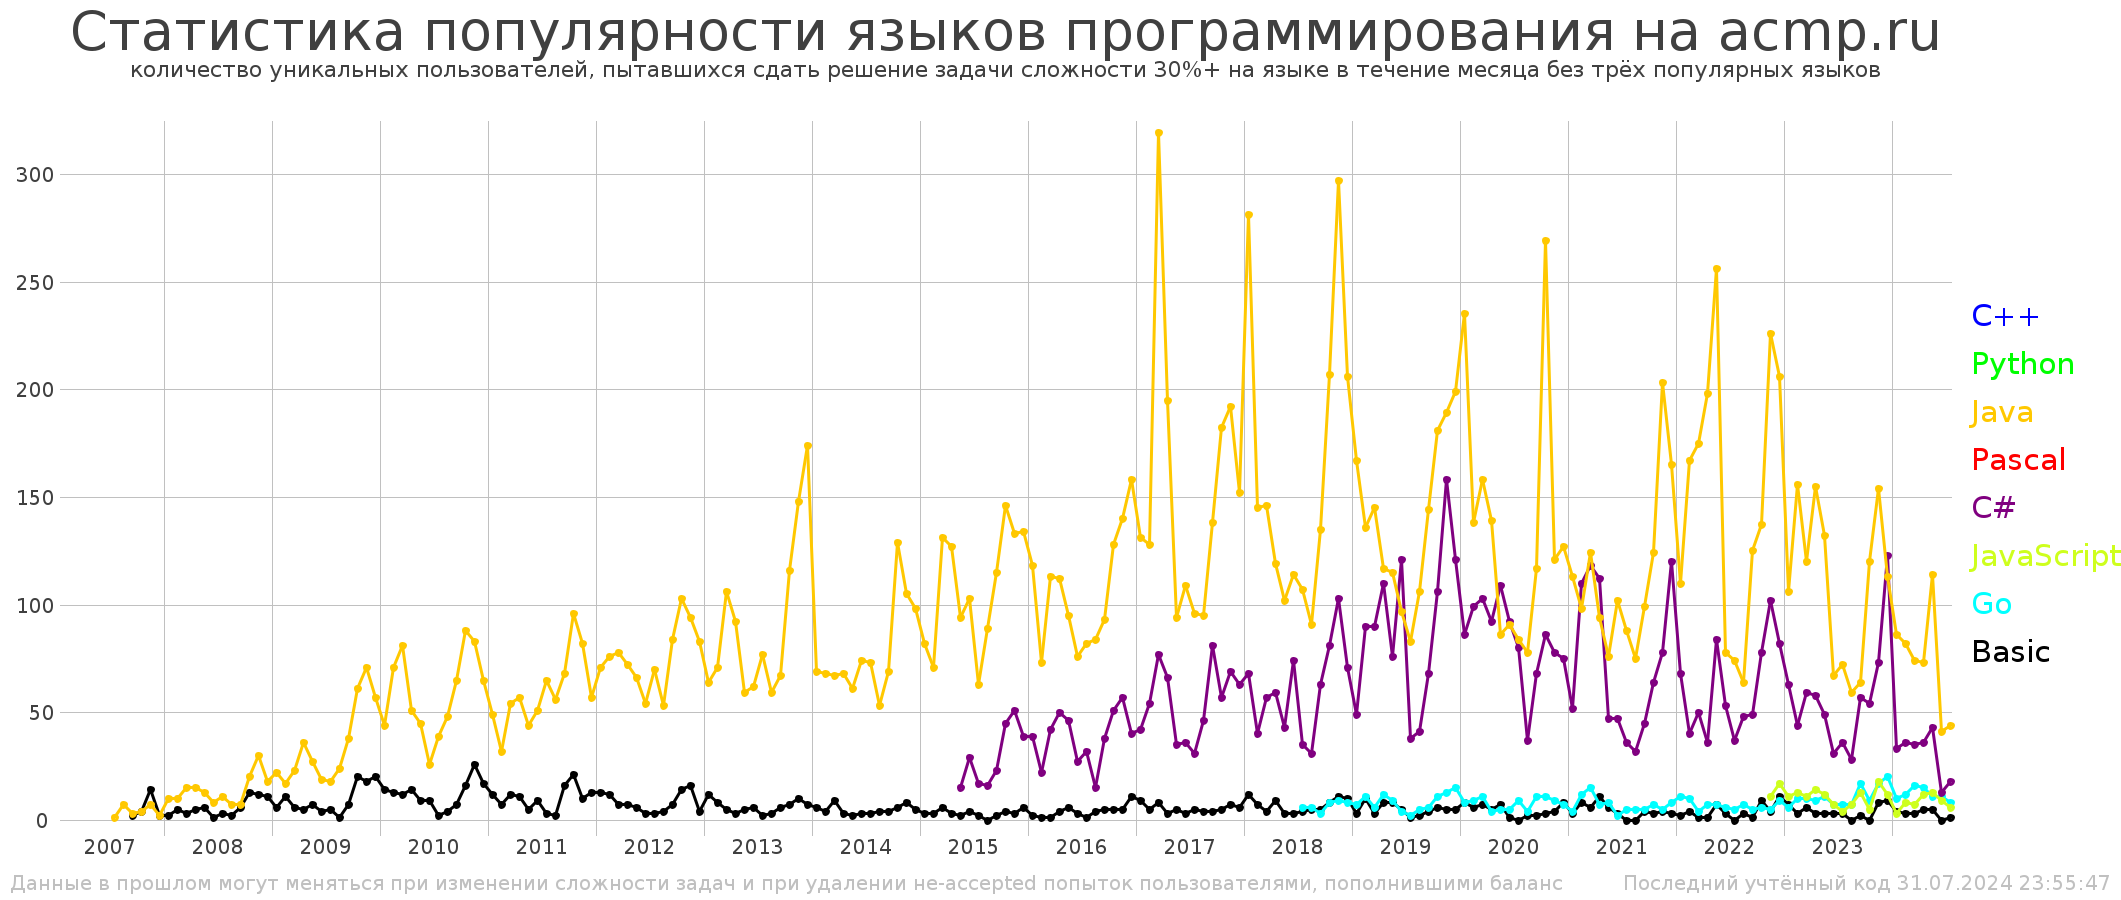 Статистика популярности языков программирования на acmp.ru
количество уникальных пользователей, пытавшихся сдать решение задачи сложности 30%+ на языке в течение месяца без трёх популярных языков
300
250
200
150
100
50
0
C++
Python
Java
Pascal
C#
JavaScript
Go
Basic
2007 2008 2009 2010 2011 2012 2013 2014 2015 2016 2017 2018 2019 2020 2021 2022 2023
Данные в прошлом могут меняться при изменении сложности задач и при удалении не-accepted попыток пользователями, пополнившими баланс Последний учтённый код 31.07.2024 23:55:47